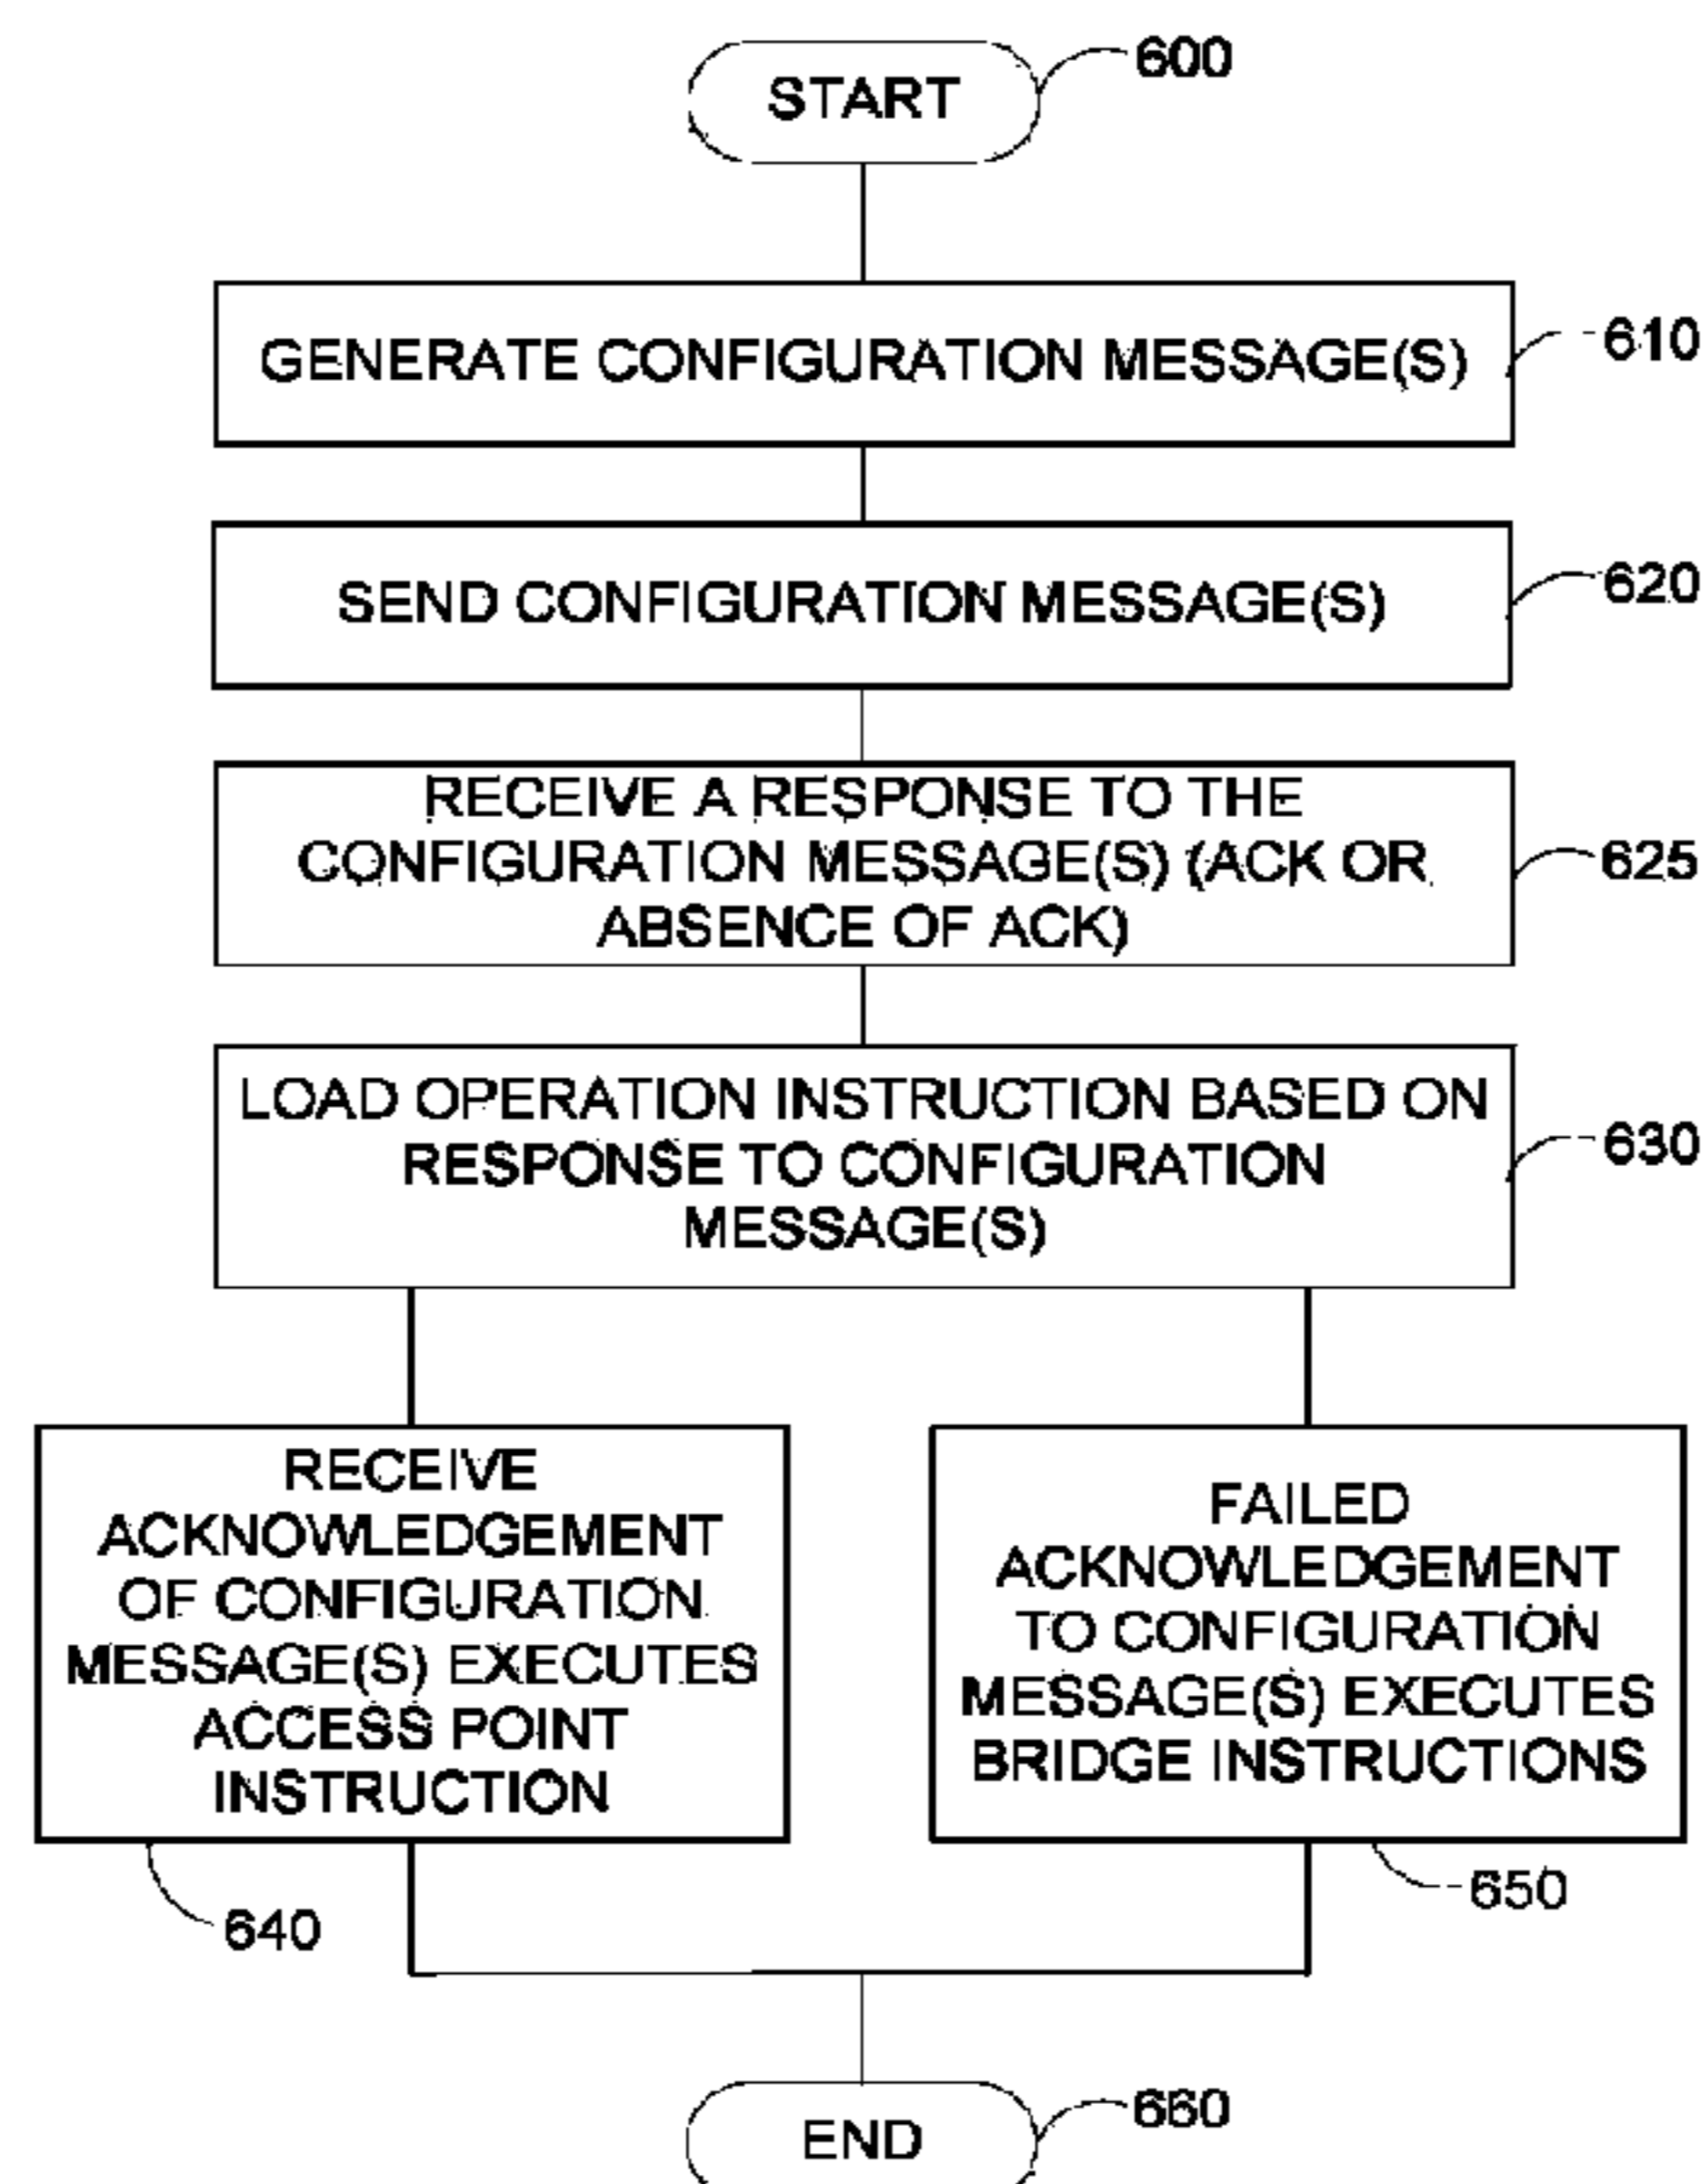 START
600
GENERATE CONFIGURATION MESSAGE(S)
610
SEND CONFIGURATION MESSAGE(S)
620
RECEIVE A RESPONSE TO THE
CONFIGURATION MESSAGE(S) (ACK OR
ABSENCE OF ACK)
625
LOAD OPERATION INSTRUCTION BASED ON
RESPONSE TO CONFIGURATION
MESSAGE(S)
630
RECEIVE
ACKNOWLEDGEMENT
OF CONFIGURATION
MESSAGE(S) EXECUTES
ACCESS POINT
INSTRUCTION
640
FAILED
ACKNOWLEDGEMENT
TO CONFIGURATION
MESSAGE(S) EXECUTES
BRIDGE INSTRUCTIONS
650
END
660